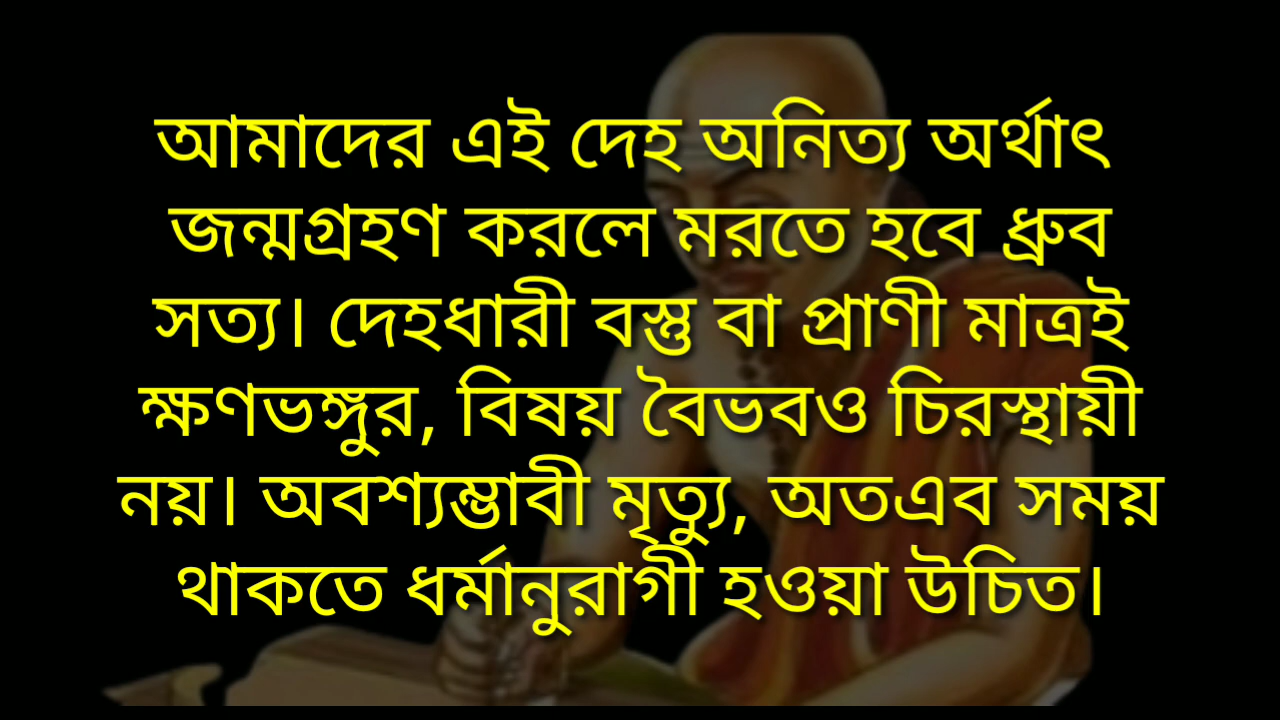 আমাদের এই দেহ অনিত্য অর্থাৎ
জন্মগ্রহণ করলে মরতে হবে ধ্রুব
সত্য। দেহধারী বস্তু বা প্রাণী মাত্রই
ক্ষণভঙ্গুর, বিষয় বৈভবও চিরস্থায়ী
নয়। অবশ্যম্ভাবী মৃত্যু, অতএব সময়
থাকতে ধর্মানুরাগী হওয়া উচিত।